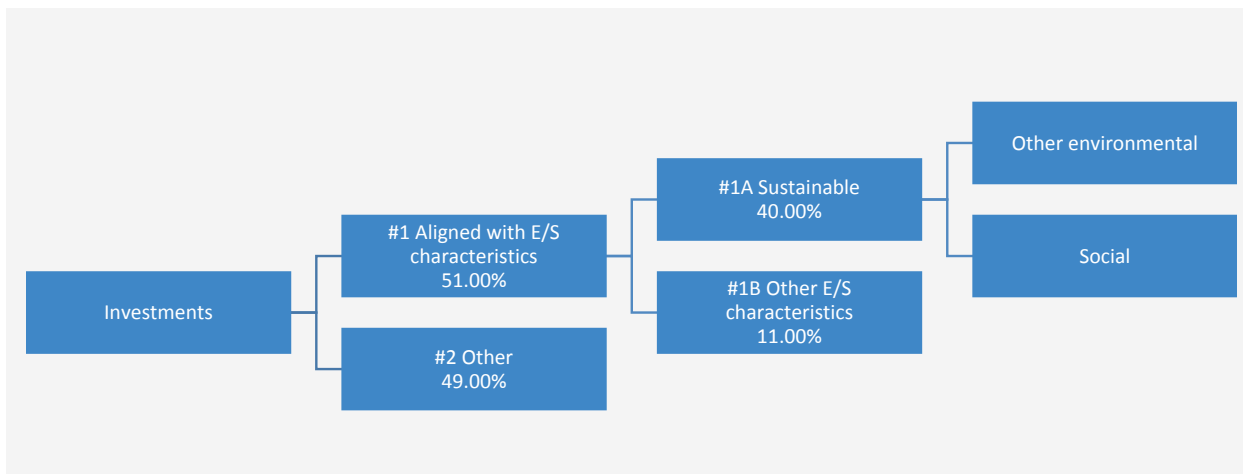 Investments
#1 Aligned with E/S
characteristics
51.00%
#2 Other
49.00%
#1A Sustainable
40.00%
#1B Other E/S
characteristics
11.00%
Other environmental
Social